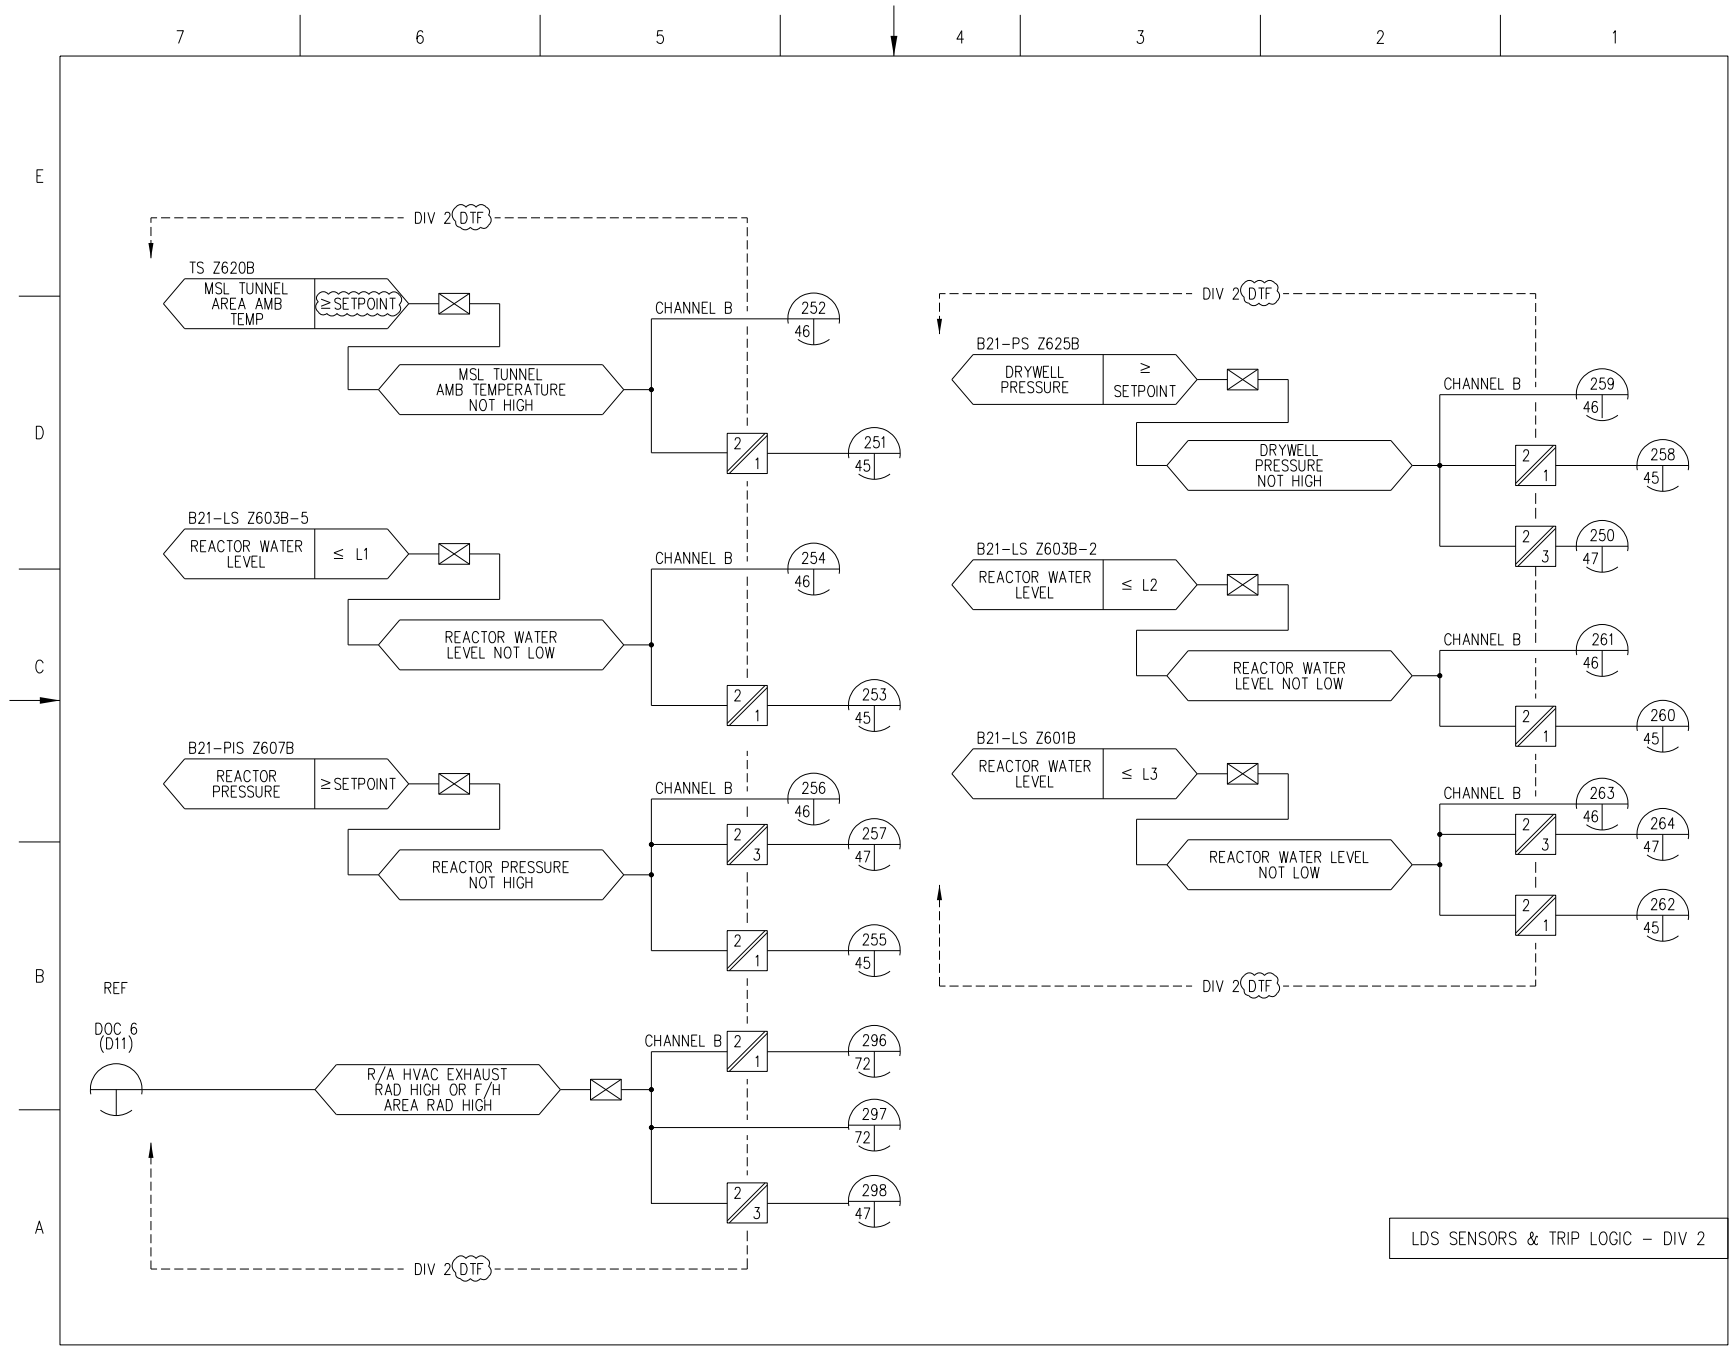 7 6 5 4 3 2 1
E
D
C
B
A
DIV 2 DTF
TS Z620B
MSL TUNNEL
AREA AMB
TEMP
≥SETPOINT
MSL TUNNEL
AMB TEMPERATURE
NOT HIGH
CHANNEL B
252
46
2/1
251
45
B21-LS Z603B-5
REACTOR WATER
LEVEL
≤ L1
REACTOR WATER
LEVEL NOT LOW
CHANNEL B
254
46
2/1
253
45
B21-PIS Z607B
REACTOR
PRESSURE
≥SETPOINT
REACTOR PRESSURE
NOT HIGH
CHANNEL B
256
46
2/3
257
47
2/1
255
45
REF
DOC 6
(D11)
R/A HVAC EXHAUST
RAD HIGH OR F/H
AREA RAD HIGH
CHANNEL B
2/1
296
72
297
72
2/3
298
47
DIV 2 DTF
DIV 2 DTF
B21-PS Z625B
DRYWELL
PRESSURE
≥
SETPOINT
DRYWELL
PRESSURE
NOT HIGH
CHANNEL B
259
46
2/1
258
45
2/3
250
47
B21-LS Z603B-2
REACTOR WATER
LEVEL
≤ L2
REACTOR WATER
LEVEL NOT LOW
CHANNEL B
261
46
2/1
260
45
B21-LS Z601B
REACTOR WATER
LEVEL
≤ L3
REACTOR WATER LEVEL
NOT LOW
CHANNEL B
263
46
2/3
264
47
2/1
262
45
DIV 2 DTF
LDS SENSORS & TRIP LOGIC - DIV 2